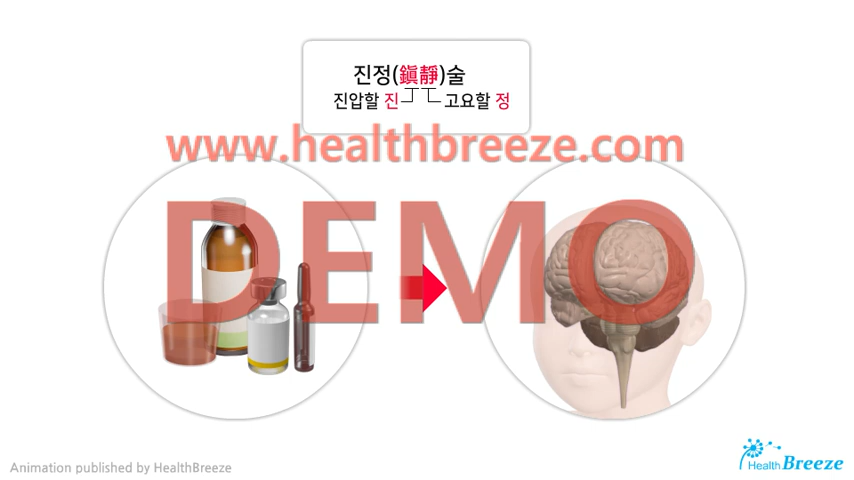 진정(鎭靜)술
진압할 진 고요할 정
www.healthbreeze.com
DEMO
Animation published by HealthBreeze
Health Breeze